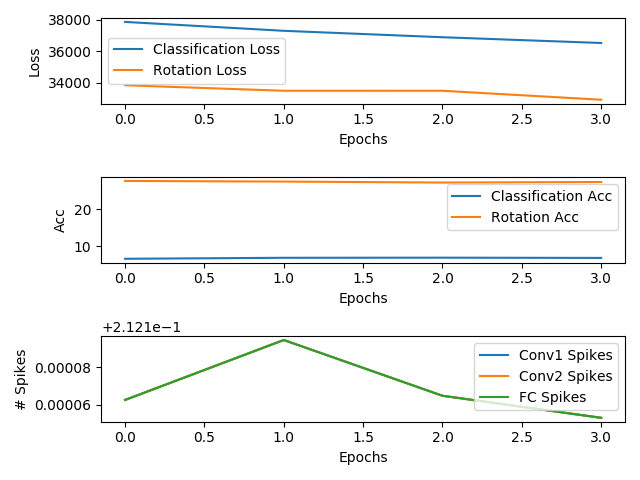 38000
36000
34000
Loss
Classification Loss
Rotation Loss
0.0 0.5 1.0 1.5 2.0 2.5 3.0
Epochs
20
10
Acc
Classification Acc
Rotation Acc
0.0 0.5 1.0 1.5 2.0 2.5 3.0
Epochs
+2.121e−1
0.00008
0.00006
# Spikes
Conv1 Spikes
Conv2 Spikes
FC Spikes
0.0 0.5 1.0 1.5 2.0 2.5 3.0
Epochs